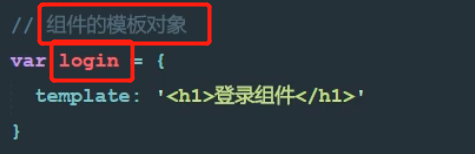 // 组件的模板对象
var login = {
  template: '<h1>登录组件</h1>'
}